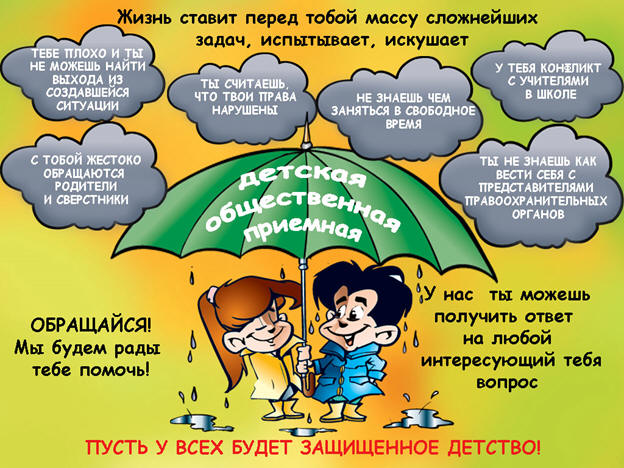 Жизнь ставит перед тобой массу сложнейших
задач, испытывает, искушает
ТЕБЕ ПЛОХО И ТЫ
НЕ МОЖЕШЬ НАЙТИ
ВЫХОДА ИЗ
СОЗДАВШЕЙСЯ
СИТУАЦИИ
ТЫ СЧИТАЕШЬ,
ЧТО ТВОИ ПРАВА
НАРУШЕНЫ
НЕ ЗНАЕШЬ ЧЕМ
ЗАНЯТЬСЯ В СВОБОДНОЕ
ВРЕМЯ
У ТЕБЯ КОНФЛИКТ
С УЧИТЕЛЯМИ
В ШКОЛЕ
С ТОБОЙ ЖЕСТОКО
ОБРАЩАЮТСЯ
РОДИТЕЛИ
И СВЕРСТНИКИ
ТЫ НЕ ЗНАЕШЬ КАК
ВЕСТИ СЕБЯ С
ПРЕДСТАВИТЕЛЯМИ
ПРАВООХРАНИТЕЛЬНЫХ
ОРГАНОВ
детская
общественная
приемная
ОБРАЩАЙСЯ!
Мы будем рады
тебе помочь!
У нас ты можешь
получить ответ
на любой
интересующий тебя
вопрос
ПУСТЬ У ВСЕХ БУДЕТ ЗАЩИЩЕННОЕ ДЕТСТВО!